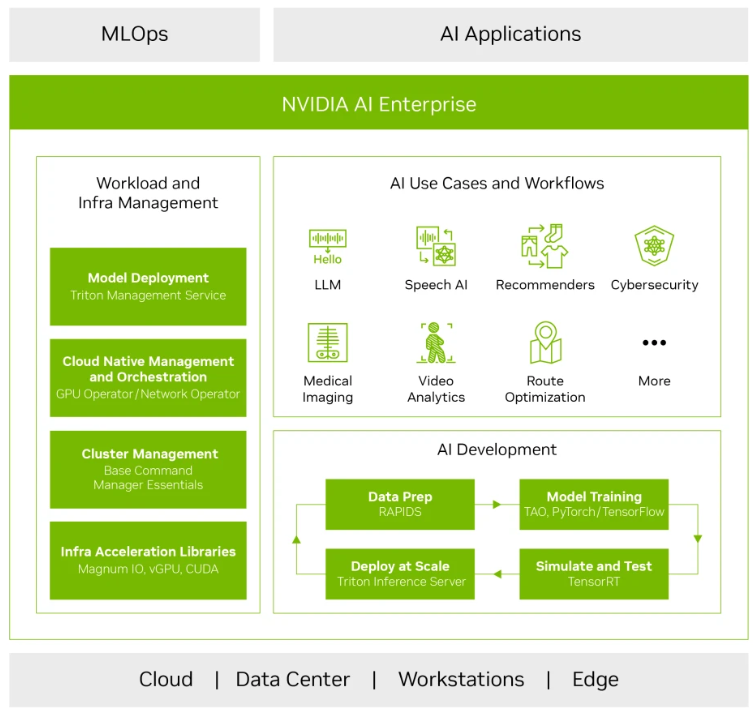 MLOps
AI Applications
NVIDIA AI Enterprise
Workload and
Infra Management
Model Deployment
Triton Management Service
Cloud Native Management
and Orchestration
GPU Operator/Network Operator
Cluster Management
Base Command
Manager Essentials
Infra Acceleration Libraries
Magnum IO, vGPU, CUDA
AI Use Cases and Workflows
Hello
LLM
Speech AI
Recommenders
Cybersecurity
Medical
Imaging
Video
Analytics
Route
Optimization
More
AI Development
Data Prep
RAPIDS
Model Training
TAO, PyTorch/TensorFlow
Deploy at Scale
Triton Inference Server
Simulate and Test
TensorRT
Cloud | Data Center | Workstations | Edge